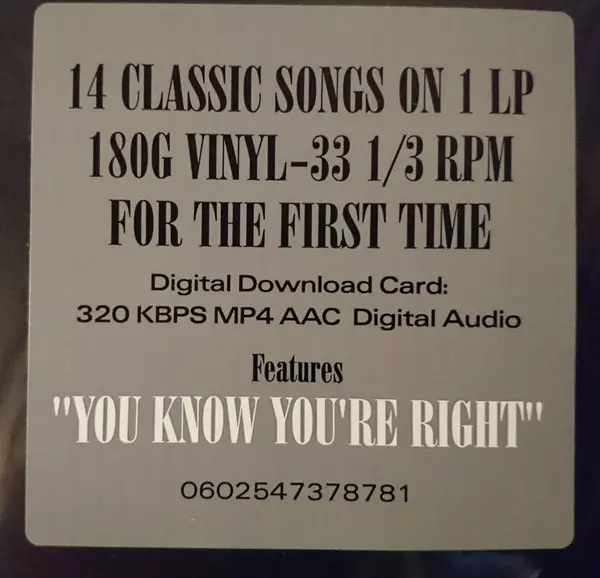 14 CLASSIC SONGS ON 1 LP
180G VINYL-33 1/3 RPM
FOR THE FIRST TIME
Digital Download Card:
320 KBPS MP4 AAC Digital Audio
Features
"YOU KNOW YOU'RE RIGHT"
0602547378781